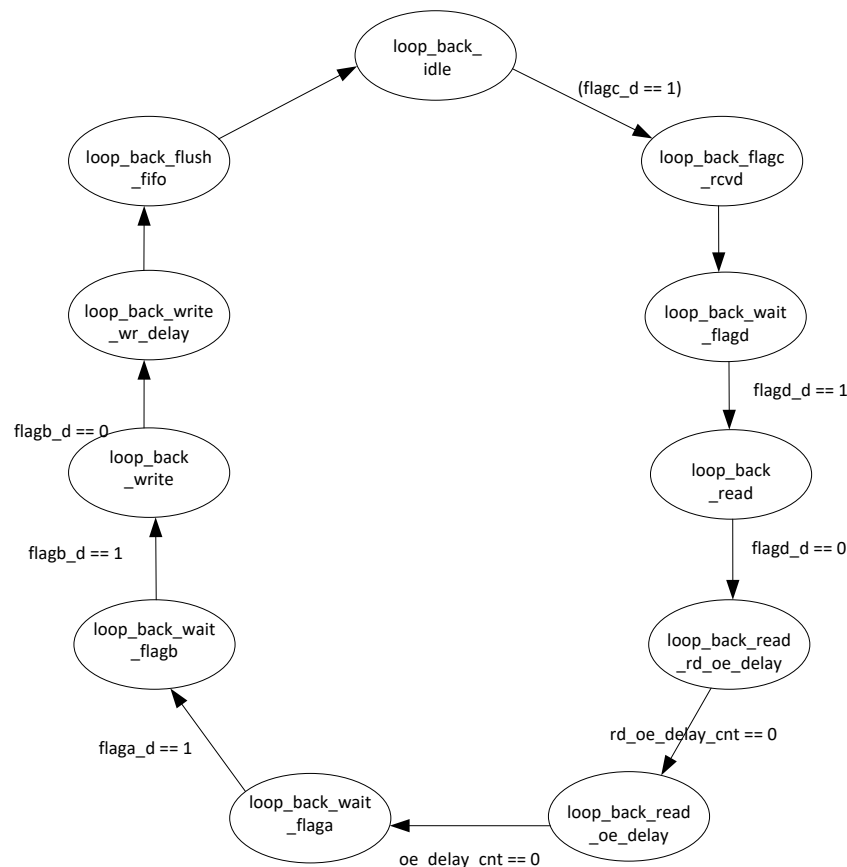 loop_back_
idle
(flagc_d == 1)
loop_back_flagc
_rcvd
loop_back_wait
_flagd
flagd_d == 1
loop_back
_read
flagd_d == 0
loop_back_read
_rd_oe_delay
rd_oe_delay_cnt == 0
loop_back_read
_oe_delay
oe_delay_cnt == 0
loop_back_wait
_flaga
flaga_d == 1
loop_back_wait
_flagb
flagb_d == 1
loop_back
_write
flagb_d == 0
loop_back_write
_wr_delay
loop_back_flush
_fifo